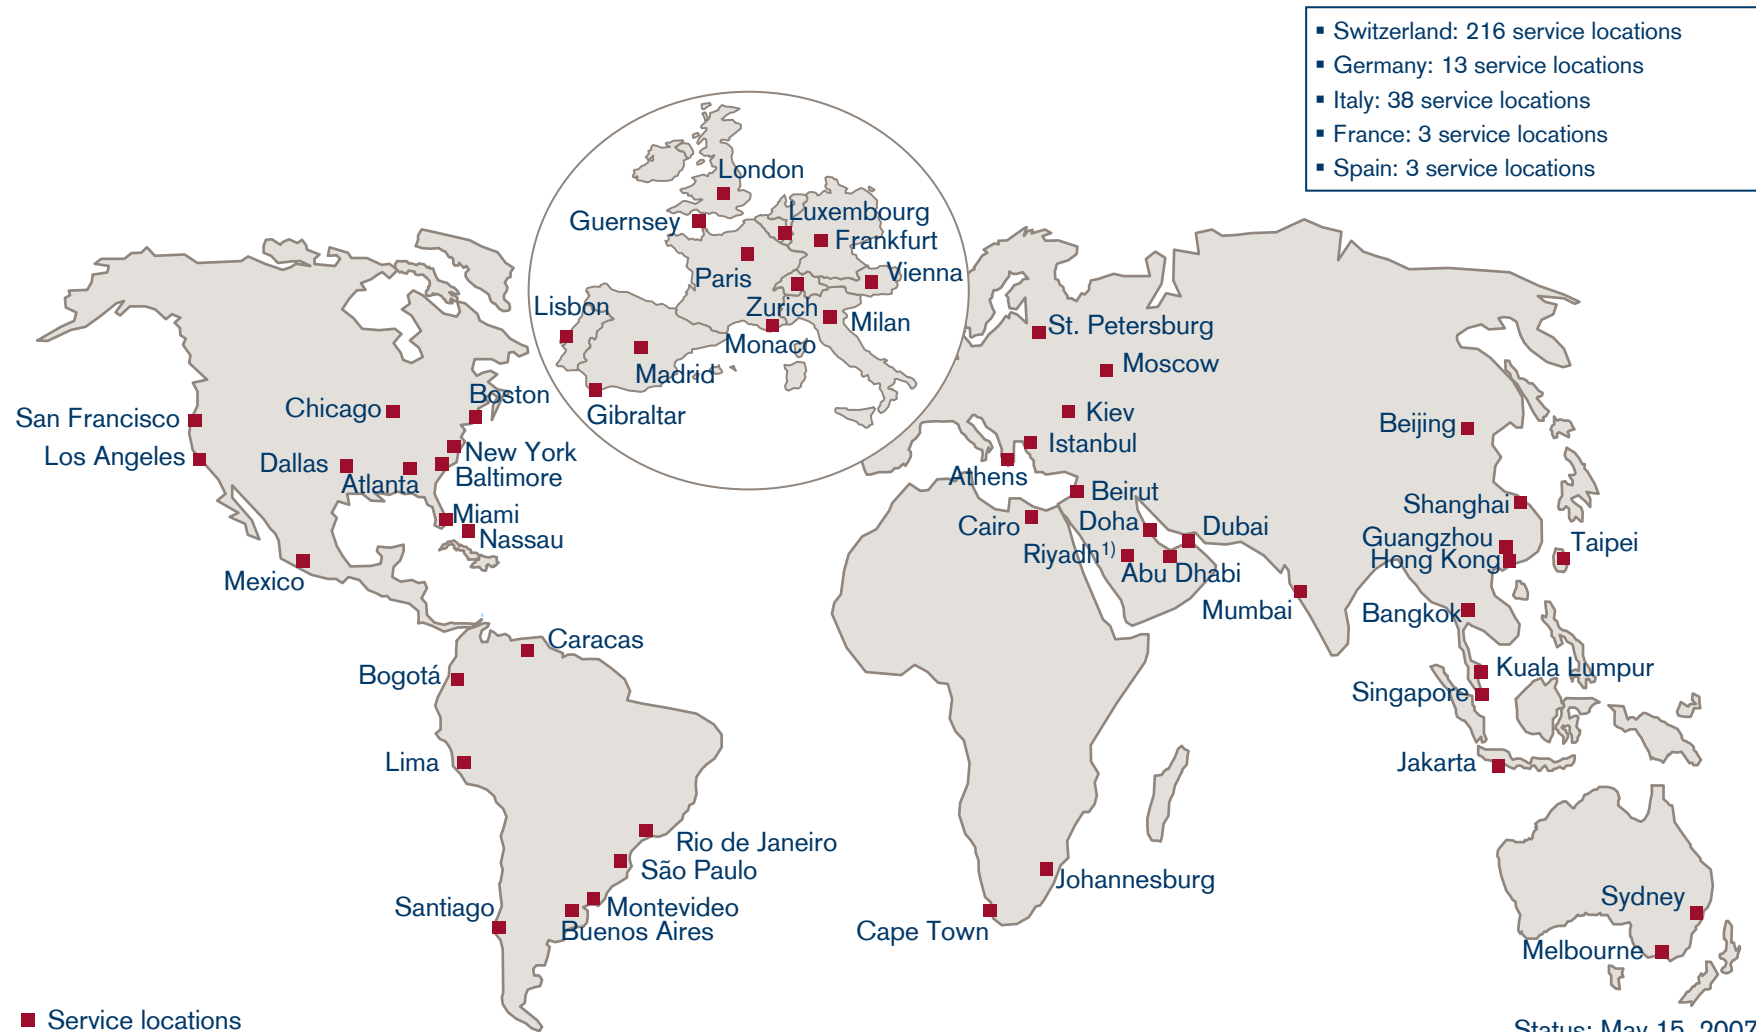 ▪ Switzerland: 216 service locations
▪ Germany: 13 service locations
▪ Italy: 38 service locations
▪ France: 3 service locations
▪ Spain: 3 service locations
London
Guernsey
Luxembourg
Frankfurt
Paris
Vienna
Lisbon
Zurich
Milan
Monaco
Madrid
Gibraltar
St. Petersburg
Moscow
Kiev
Istanbul
Athens
Beirut
Cairo
Doha
Dubai
Riyadh1)
Abu Dhabi
Mumbai
Beijing
Shanghai
Guangzhou
Hong Kong
Taipei
Bangkok
Kuala Lumpur
Singapore
Jakarta
San Francisco
Los Angeles
Chicago
Boston
New York
Baltimore
Dallas
Atlanta
Miami
Nassau
Mexico
Caracas
Bogotá
Lima
Rio de Janeiro
São Paulo
Santiago
Montevideo
Buenos Aires
Johannesburg
Cape Town
Sydney
Melbourne
Service locations
Status: May 15, 2007